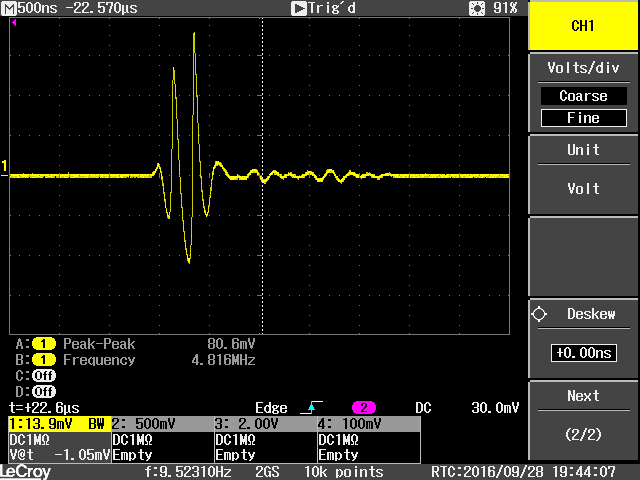 M 500ns -22.570µs Trig'd 91%
CH1
Volts/div
Coarse
Fine
Unit
Volt
1
Deskew
+0.00ns
Next
(2/2)
A: 1 Peak-Peak 80.6mV
B: 1 Frequency 4.816MHz
C: Off
D: Off
t=+22.6µs Edge 2 DC 30.0mV
1:13.9mV BW 2: 500mV 3: 2.00V 4: 100mV
DC1MΩ DC1MΩ DC1MΩ DC1MΩ
V@t -1.05mV Empty Empty Empty
LeCroy f:9.52310Hz 2GS 10k points RTC:2016/09/28 19:44:07